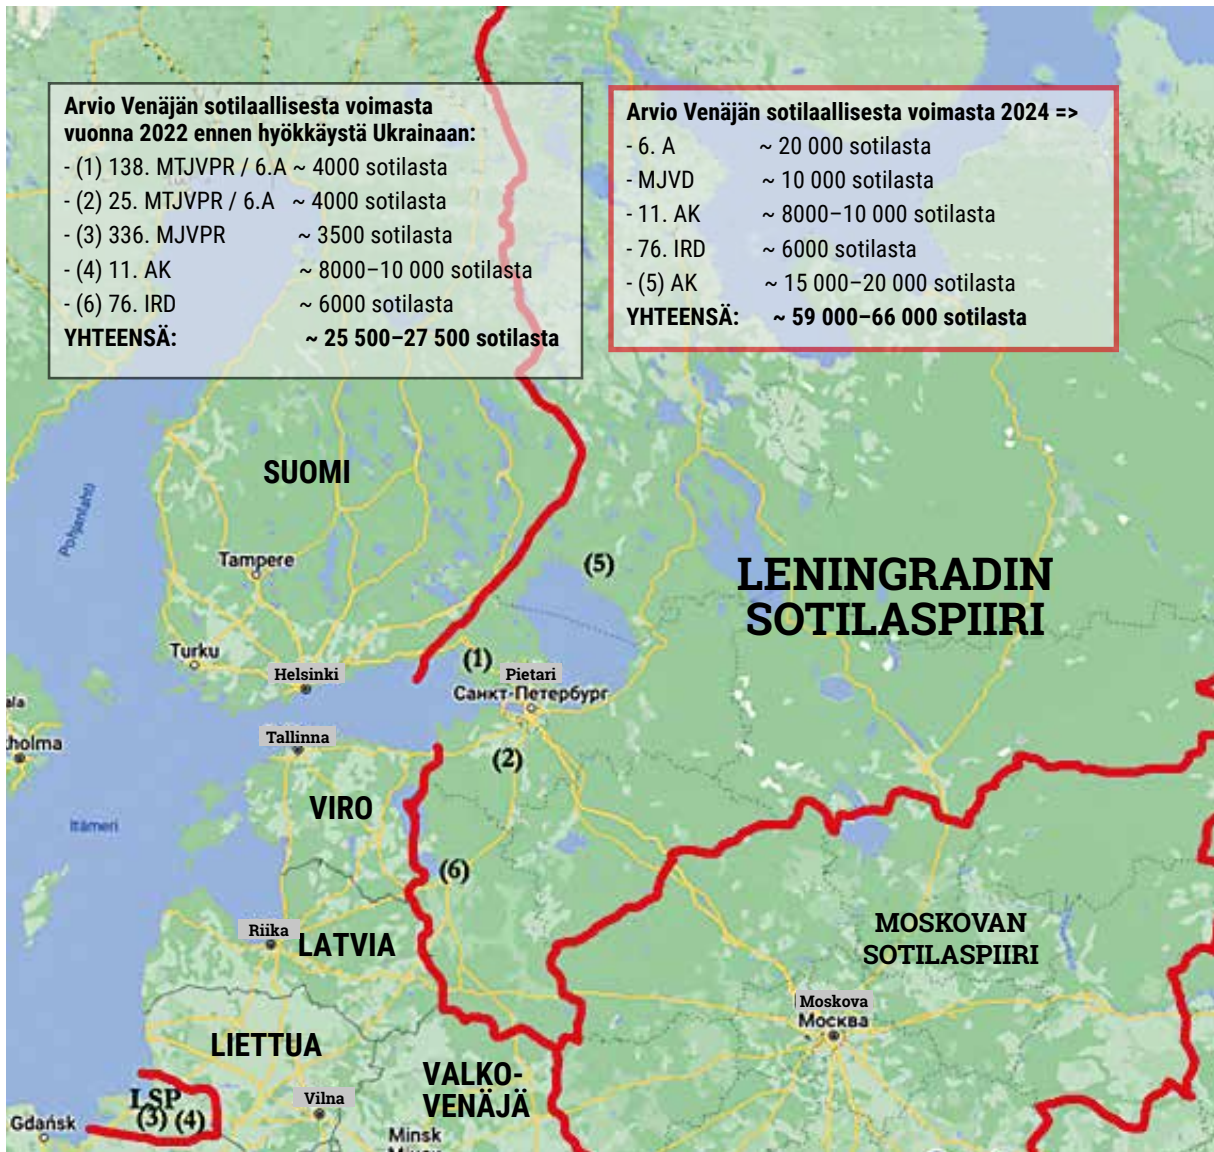 Arvio Venäjän sotilaallisesta voimasta
vuonna 2022 ennen hyökkäystä Ukrainaan:
- (1) 138. MTJVPR / 6.A ~ 4000 sotilasta
- (2) 25. MTJVPR / 6.A ~ 4000 sotilasta
- (3) 336. MJVPR ~ 3500 sotilasta
- (4) 11. AK ~ 8000–10 000 sotilasta
- (6) 76. IRD ~ 6000 sotilasta
YHTEENSÄ: ~ 25 500–27 500 sotilasta
Arvio Venäjän sotilaallisesta voimasta 2024 =>
- 6. A ~ 20 000 sotilasta
- MJVD ~ 10 000 sotilasta
- 11. AK ~ 8000–10 000 sotilasta
- 76. IRD ~ 6000 sotilasta
- (5) AK ~ 15 000–20 000 sotilasta
YHTEENSÄ: ~ 59 000–66 000 sotilasta
SUOMI
Pohjanlahti
Tampere
(5)
LENINGRADIN
SOTILASPIIRI
Turku
Helsinki
(1)
Pietari
Санкт-Петербург
ala
holma
Tallinna
(2)
VIRO
Itämeri
(6)
Riika
LATVIA
MOSKOVAN
SOTILASPIIRI
Moskova
Москва
LIETTUA
VALKO-
VENÄJÄ
LSP
(3) (4)
Vilna
Gdańsk
Minsk